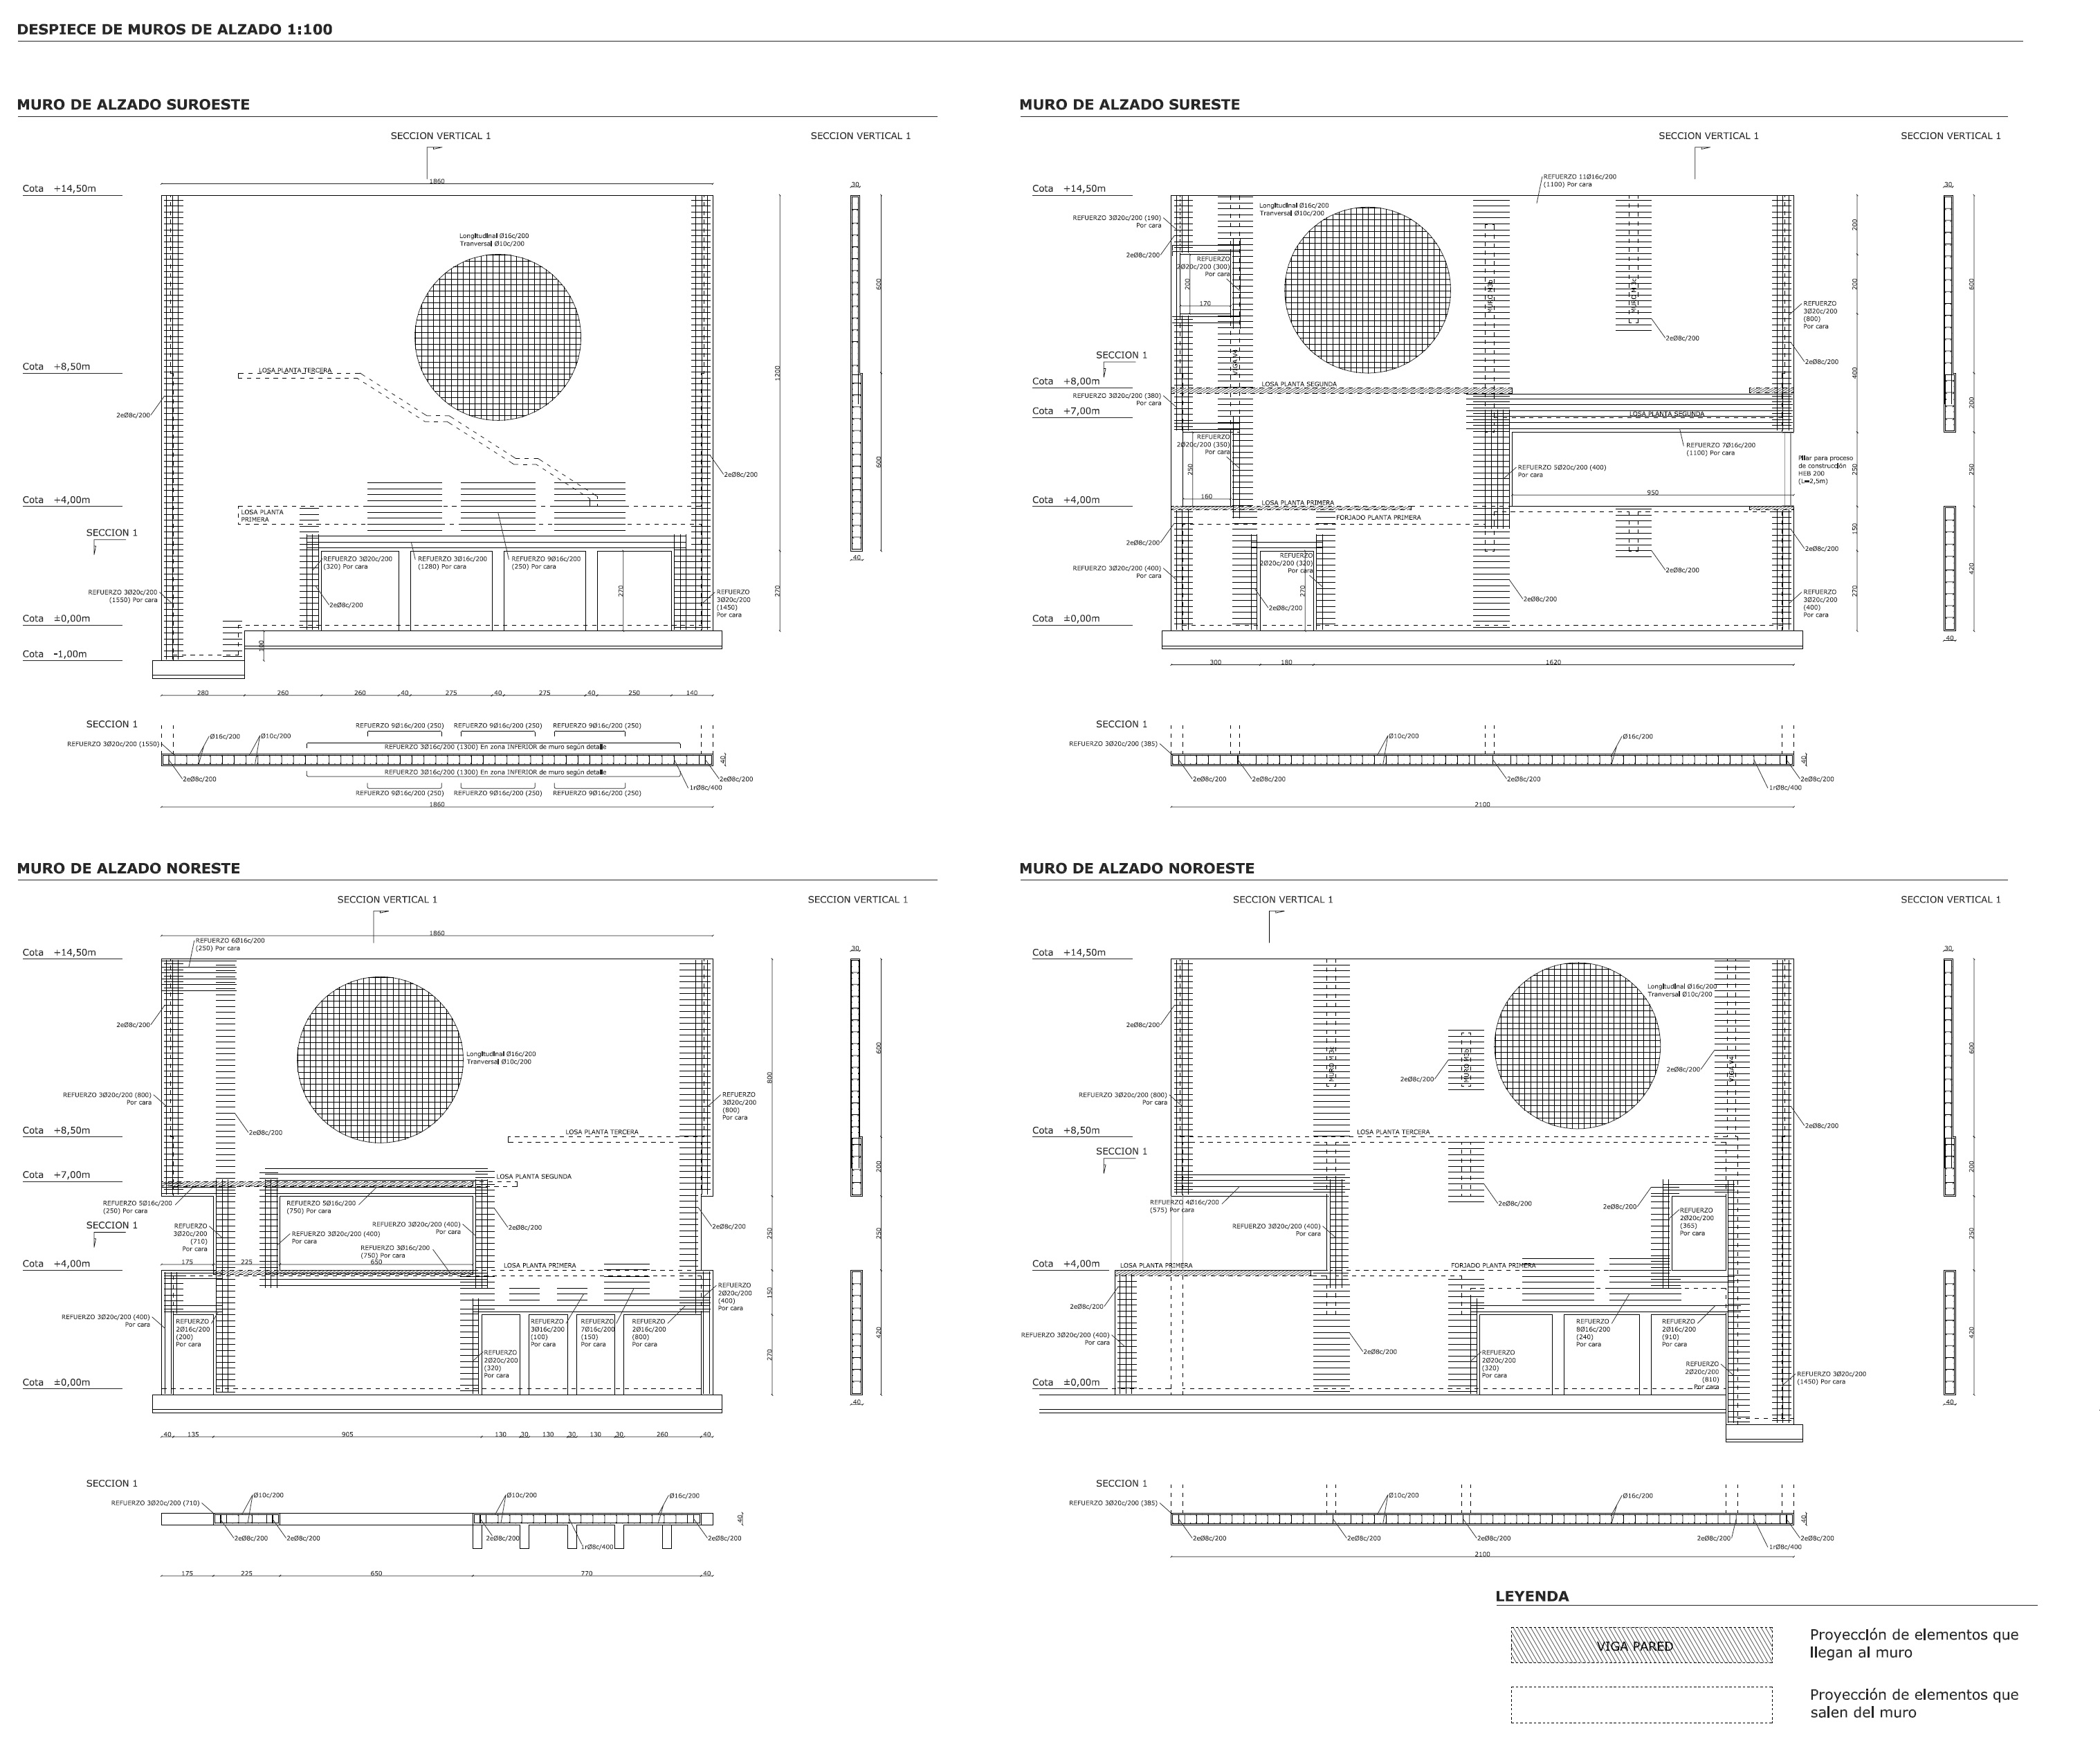 DESPIECE DE MUROS DE ALZADO 1:100
MURO DE ALZADO SUROESTE
SECCION VERTICAL 1
SECCION VERTICAL 1
1860
30
Cota +14,50m
Longitudinal Ø16c/200
Tranversal Ø10c/200
600
1200
Cota +8,50m
LOSA PLANTA TERCERA
2eØ8c/200
2eØ8c/200
600
Cota +4,00m
LOSA PLANTA
PRIMERA
SECCION 1
REFUERZO 3Ø20c/200
(320) Por cara
REFUERZO 3Ø16c/200
(1280) Por cara
REFUERZO 9Ø16c/200
(250) Por cara
40
270
270
REFUERZO 3Ø20c/200
(1550) Por cara
2eØ8c/200
REFUERZO
3Ø20c/200
(1450)
Por cara
Cota ±0,00m
100
Cota -1,00m
280
260
260
40
275
40
275
40
250
140
SECCION 1
REFUERZO 9Ø16c/200 (250)
REFUERZO 9Ø16c/200 (250)
REFUERZO 9Ø16c/200 (250)
REFUERZO 3Ø20c/200 (1550)
Ø16c/200
Ø10c/200
REFUERZO 3Ø16c/200 (1300) En zona INFERIOR de muro según detalle
40
REFUERZO 3Ø16c/200 (1300) En zona INFERIOR de muro según detalle
2eØ8c/200
2eØ8c/200
1rØ8c/400
REFUERZO 9Ø16c/200 (250)
REFUERZO 9Ø16c/200 (250)
REFUERZO 9Ø16c/200 (250)
1860
MURO DE ALZADO SURESTE
SECCION VERTICAL 1
SECCION VERTICAL 1
REFUERZO 11Ø16c/200
(1100) Por cara
30
Cota +14,50m
REFUERZO 3Ø20c/200 (190)
Por cara
Longitudinal Ø16c/200
Tranversal Ø10c/200
200
2eØ8c/200
REFUERZO
2Ø20c/200 (300)
Por cara
200
170
MURO M3b
MURO M3c
200
600
REFUERZO
3Ø20c/200
(800)
Por cara
2eØ8c/200
SECCION 1
VIGA V4
2eØ8c/200
400
Cota +8,00m
LOSA PLANTA SEGUNDA
REFUERZO 3Ø20c/200 (380)
Por cara
200
Cota +7,00m
LOSA PLANTA SEGUNDA
REFUERZO
2Ø20c/200 (350)
Por cara
REFUERZO 7Ø16c/200
(1100) Por cara
250
REFUERZO 5Ø20c/200 (400)
Por cara
Pilar para proceso
de construcción
HEB 200
(L=2,5m)
250
250
160
950
Cota +4,00m
LOSA PLANTA PRIMERA
FORJADO PLANTA PRIMERA
2eØ8c/200
150
REFUERZO
2Ø20c/200 (320)
Por cara
2eØ8c/200
2eØ8c/200
REFUERZO 3Ø20c/200 (400)
Por cara
420
270
270
2eØ8c/200
2eØ8c/200
REFUERZO
3Ø20c/200
(400)
Por cara
Cota ±0,00m
40
300
180
1620
SECCION 1
REFUERZO 3Ø20c/200 (385)
Ø10c/200
Ø16c/200
40
2eØ8c/200
2eØ8c/200
2eØ8c/200
2eØ8c/200
1rØ8c/400
2100
MURO DE ALZADO NORESTE
SECCION VERTICAL 1
SECCION VERTICAL 1
1860
REFUERZO 6Ø16c/200
(250) Por cara
30
Cota +14,50m
2eØ8c/200
Longitudinal Ø16c/200
Tranversal Ø10c/200
600
800
REFUERZO 3Ø20c/200 (800)
Por cara
REFUERZO
3Ø20c/200
(800)
Por cara
2eØ8c/200
Cota +8,50m
LOSA PLANTA TERCERA
200
Cota +7,00m
LOSA PLANTA SEGUNDA
REFUERZO 5Ø16c/200
(250) Por cara
REFUERZO 5Ø16c/200
(750) Por cara
SECCION 1
REFUERZO
3Ø20c/200
(710)
Por cara
REFUERZO 3Ø20c/200 (400)
Por cara
REFUERZO 3Ø20c/200 (400)
Por cara
2eØ8c/200
2eØ8c/200
250
250
REFUERZO 3Ø16c/200
(750) Por cara
175
225
650
Cota +4,00m
LOSA PLANTA PRIMERA
REFUERZO
2Ø20c/200
(400)
Por cara
150
REFUERZO 3Ø20c/200 (400)
Por cara
REFUERZO
2Ø16c/200
(200)
Por cara
REFUERZO
3Ø16c/200
(100)
Por cara
REFUERZO
7Ø16c/200
(150)
Por cara
REFUERZO
2Ø16c/200
(800)
Por cara
420
270
REFUERZO
2Ø20c/200
(320)
Por cara
Cota ±0,00m
40
40
135
905
130
30
130
30
130
30
260
40
SECCION 1
REFUERZO 3Ø20c/200 (710)
Ø10c/200
Ø10c/200
Ø16c/200
40
2eØ8c/200
2eØ8c/200
2eØ8c/200
1rØ8c/400
2eØ8c/200
175
225
650
770
40
MURO DE ALZADO NOROESTE
SECCION VERTICAL 1
SECCION VERTICAL 1
30
Cota +14,50m
Longitudinal Ø16c/200
Tranversal Ø10c/200
2eØ8c/200
MURO M3c
MURO M3b
VIGA V4
600
2eØ8c/200
2eØ8c/200
REFUERZO 3Ø20c/200 (800)
Por cara
2eØ8c/200
Cota +8,50m
LOSA PLANTA TERCERA
SECCION 1
200
REFUERZO 4Ø16c/200
(575) Por cara
2eØ8c/200
2eØ8c/200
REFUERZO 3Ø20c/200 (400)
Por cara
REFUERZO
2Ø20c/200
(365)
Por cara
250
Cota +4,00m
LOSA PLANTA PRIMERA
FORJADO PLANTA PRIMERA
2eØ8c/200
REFUERZO 3Ø20c/200 (400)
Por cara
2eØ8c/200
REFUERZO
8Ø16c/200
(240)
Por cara
REFUERZO
2Ø16c/200
(910)
Por cara
420
REFUERZO
2Ø20c/200
(320)
Por cara
REFUERZO
2Ø20c/200
(810)
Por cara
REFUERZO 3Ø20c/200
(1450) Por cara
Cota ±0,00m
40
SECCION 1
REFUERZO 3Ø20c/200 (385)
Ø10c/200
Ø16c/200
40
2eØ8c/200
2eØ8c/200
2eØ8c/200
2eØ8c/200
2eØ8c/200
1rØ8c/400
2100
LEYENDA
VIGA PARED
Proyección de elementos que
llegan al muro
Proyección de elementos que
salen del muro